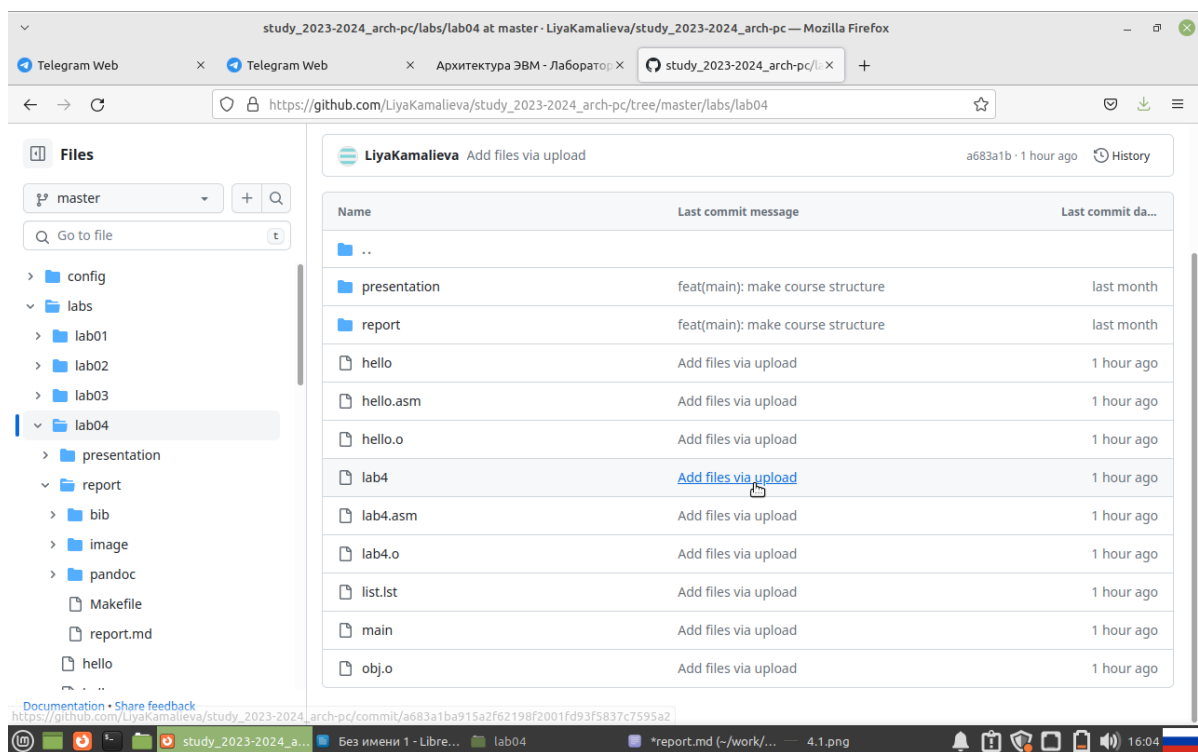 study_2023-2024_arch-pc/labs/lab04 at master · LiyaKamalieva/study_2023-2024_arch-pc — Mozilla Firefox
Telegram Web
Telegram Web
Архитектура ЭВМ - Лаборатор
study_2023-2024_arch-pc/la
https://github.com/LiyaKamalieva/study_2023-2024_arch-pc/tree/master/labs/lab04
Files
master
Go to file
t
config
labs
lab01
lab02
lab03
lab04
presentation
report
bib
image
pandoc
Makefile
report.md
hello
Documentation • Share feedback
LiyaKamalieva Add files via upload a683a1b · 1 hour ago History
Name Last commit message Last commit da...
..
presentation feat(main): make course structure last month
report feat(main): make course structure last month
hello Add files via upload 1 hour ago
hello.asm Add files via upload 1 hour ago
hello.o Add files via upload 1 hour ago
lab4 Add files via upload 1 hour ago
lab4.asm Add files via upload 1 hour ago
lab4.o Add files via upload 1 hour ago
list.lst Add files via upload 1 hour ago
main Add files via upload 1 hour ago
obj.o Add files via upload 1 hour ago
https://github.com/LiyaKamalieva/study_2023-2024_arch-pc/commit/a683a1ba915a2f62198f2001fd93f5837c7595a2
study_2023-2024_a... Без имени 1 - Libre... lab04 *report.md (~/work/... 4.1.png 16:04